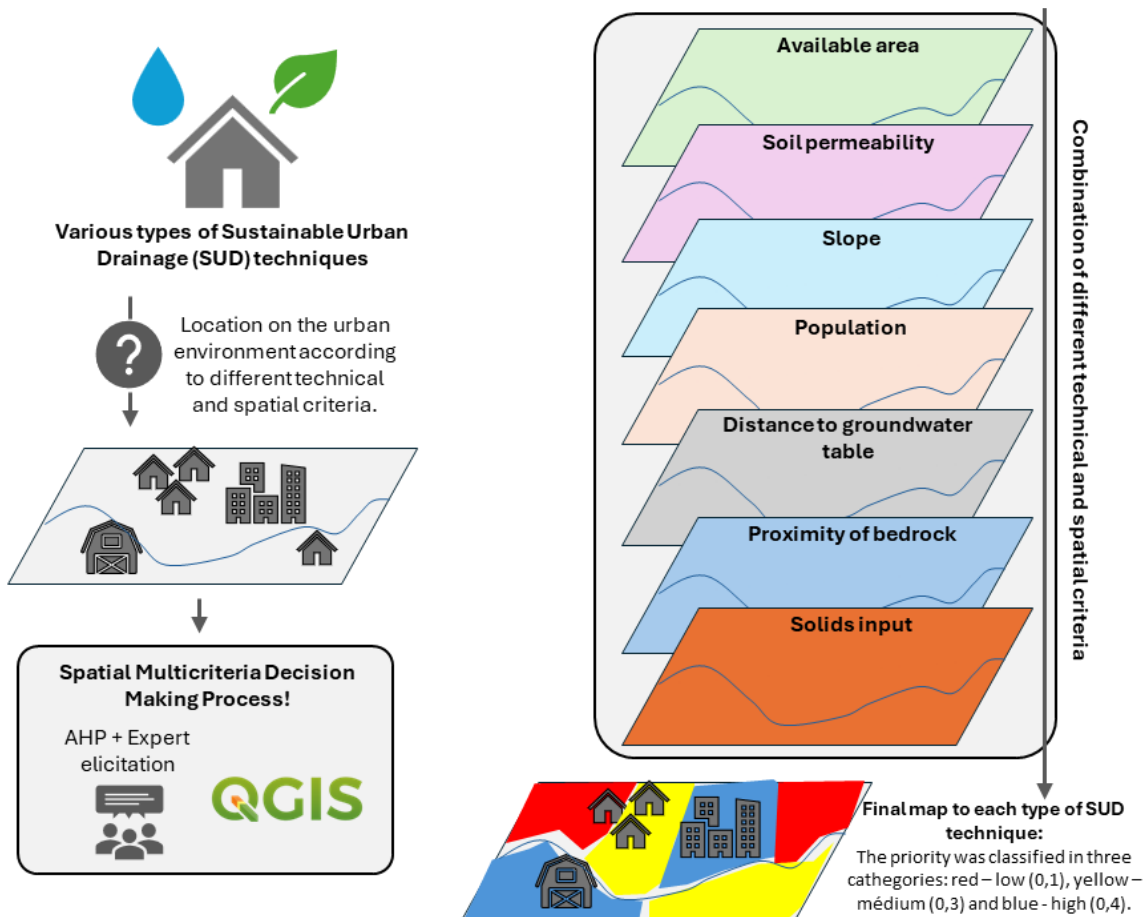 Various types of Sustainable Urban
Drainage (SUD) techniques
?
Location on the urban
environment according
to different technical
and spatial criteria.
Spatial Multicriteria Decision
Making Process!
AHP + Expert
elicitation
QGIS
Available area
Soil permeability
Slope
Population
Distance to groundwater
table
Proximity of bedrock
Solids input
Combination of different technical and spatial criteria
Final map to each type of SUD
technique:
The priority was classified in three
cathegories: red – low (0,1), yellow –
médium (0,3) and blue - high (0,4).